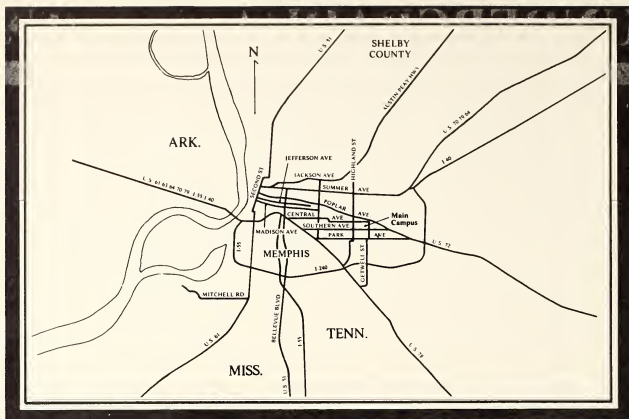 N
U.S. 51
SHELBY
COUNTY
AUSTIN PEAY HWY
U.S. 70 79 64
I 40
ARK.
JEFFERSON AVE
HIGHLAND ST
JACKSON AVE
SECOND ST
SUMMER AVE
U.S. 61 63 64 70 79 I-55 I 40
POPLAR AVE
CENTRAL AVE
Main
Campus
SOUTHERN AVE
MADISON AVE
PARK AVE
U.S. 72
I-55
MEMPHIS
I 240
GETWELL ST
MITCHELL RD
BELLEVUE BLVD
TENN.
U.S. 61
I-55
U.S. 78
MISS.
U.S. 51